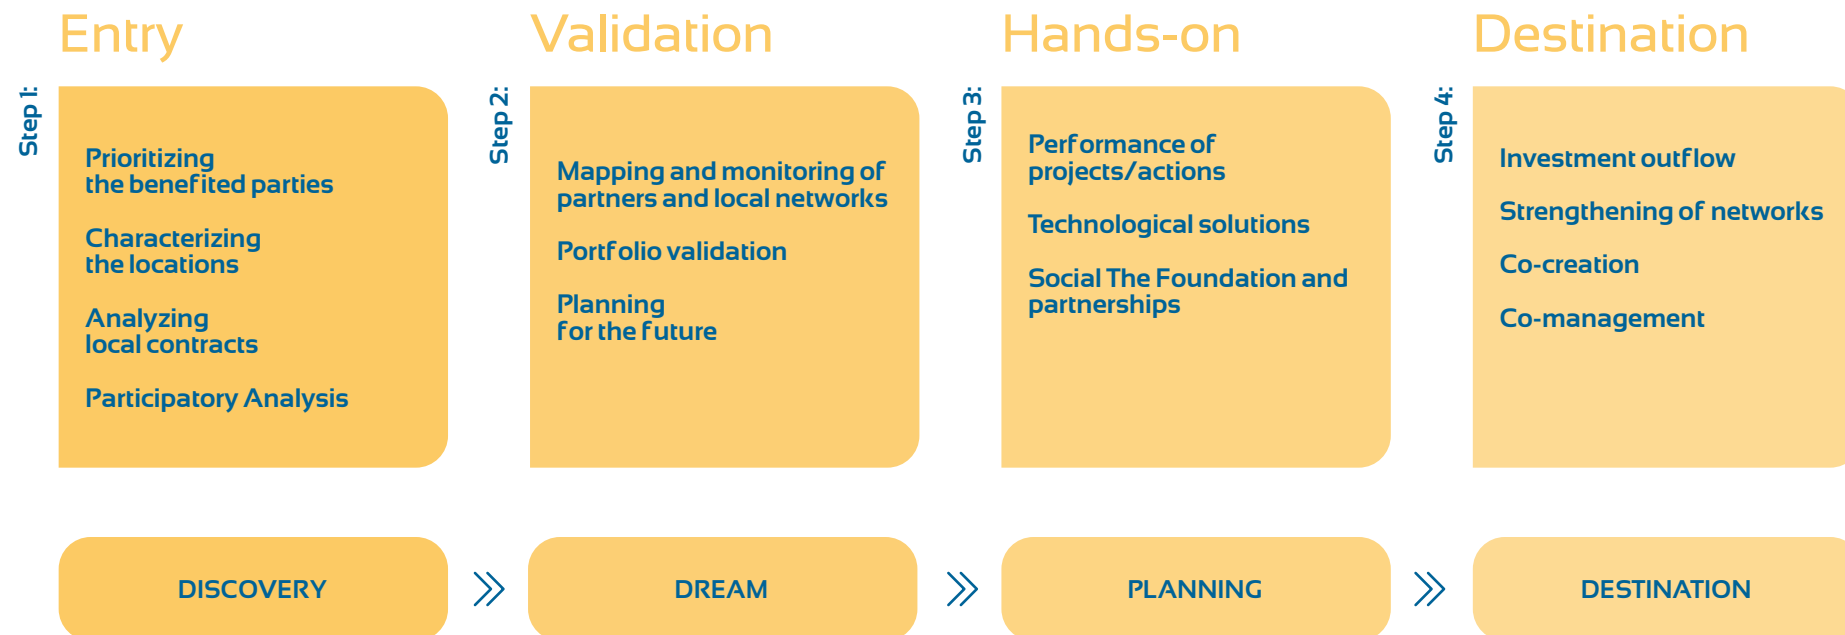 Entry
Step 1:
Prioritizing
the benefited parties
Characterizing
the locations
Analyzing
local contracts
Participatory Analysis
Validation
Step 2:
Mapping and monitoring of
partners and local networks
Portfolio validation
Planning
for the future
Hands-on
Step 3:
Performance of
projects/actions
Technological solutions
Social The Foundation and
partnerships
Destination
Step 4:
Investment outflow
Strengthening of networks
Co-creation
Co-management
DISCOVERY
DREAM
PLANNING
DESTINATION